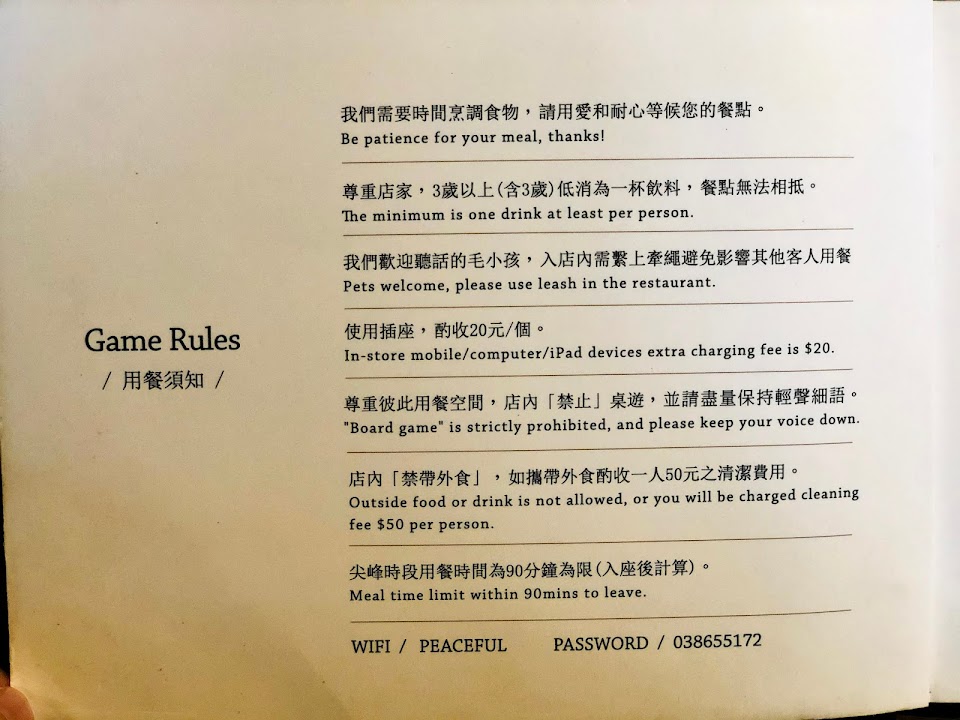 Game Rules
/ 用餐須知 /
我們需要時間烹調食物，請用愛和耐心等候您的餐點。
Be patience for your meal, thanks!
尊重店家，3歲以上(含3歲)低消為一杯飲料，餐點無法相抵。
The minimum is one drink at least per person.
我們歡迎聽話的毛小孩，入店內需繫上牽繩避免影響其他客人用餐
Pets welcome, please use leash in the restaurant.
使用插座，酌收20元/個。
In-store mobile/computer/iPad devices extra charging fee is $20.
尊重彼此用餐空間，店內「禁止」桌遊，並請盡量保持輕聲細語。
"Board game" is strictly prohibited, and please keep your voice down.
店內「禁帶外食」，如攜帶外食酌收一人50元之清潔費用。
Outside food or drink is not allowed, or you will be charged cleaning
fee $50 per person.
尖峰時段用餐時間為90分鐘為限(入座後計算)。
Meal time limit within 90mins to leave.
WIFI / PEACEFUL PASSWORD / 038655172